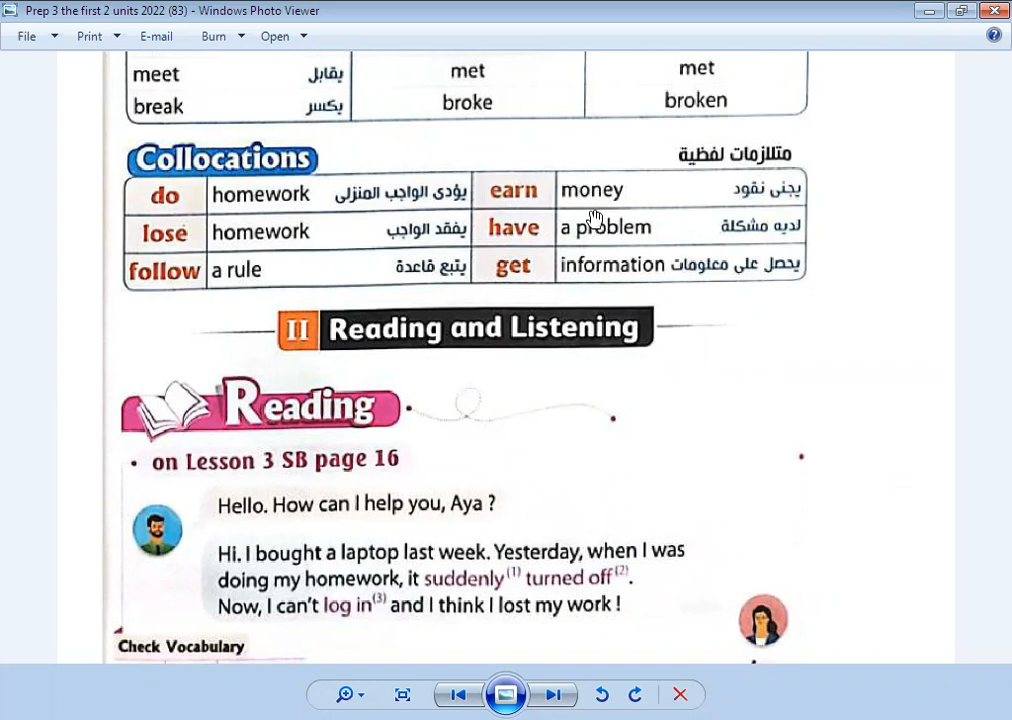 Prep 3 the first 2 units 2022 (83) - Windows Photo Viewer
File Print E-mail Burn Open
meet يقابل met met
break يكسر broke broken
Collocations متلازمات لفظية
do homework يؤدى الواجب المنزلى earn money يجنى نقود
lose homework يفقد الواجب have a problem لديه مشكلة
follow a rule يتبع قاعدة get information يحصل على معلومات
II Reading and Listening
Reading
• on Lesson 3 SB page 16
Hello. How can I help you, Aya ?
Hi. I bought a laptop last week. Yesterday, when I was
doing my homework, it suddenly(1) turned off(2).
Now, I can't log in(3) and I think I lost my work !
Check Vocabulary